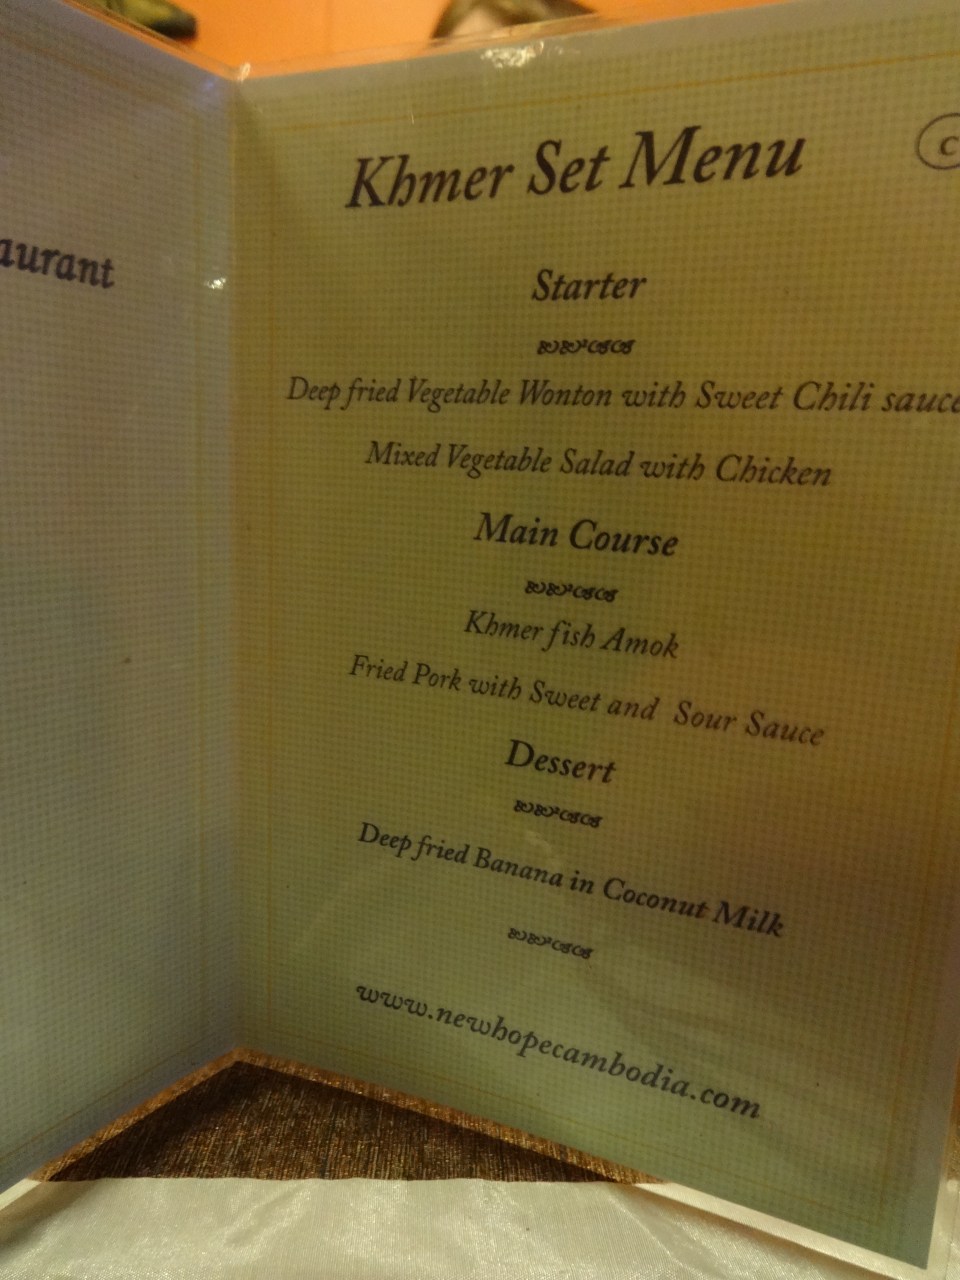 aurant
Khmer Set Menu
C
Starter
Deep fried Vegetable Wonton with Sweet Chili sauce
Mixed Vegetable Salad with Chicken
Main Course
Khmer fish Amok
Fried Pork with Sweet and Sour Sauce
Dessert
Deep fried Banana in Coconut Milk
www.newhopecambodia.com